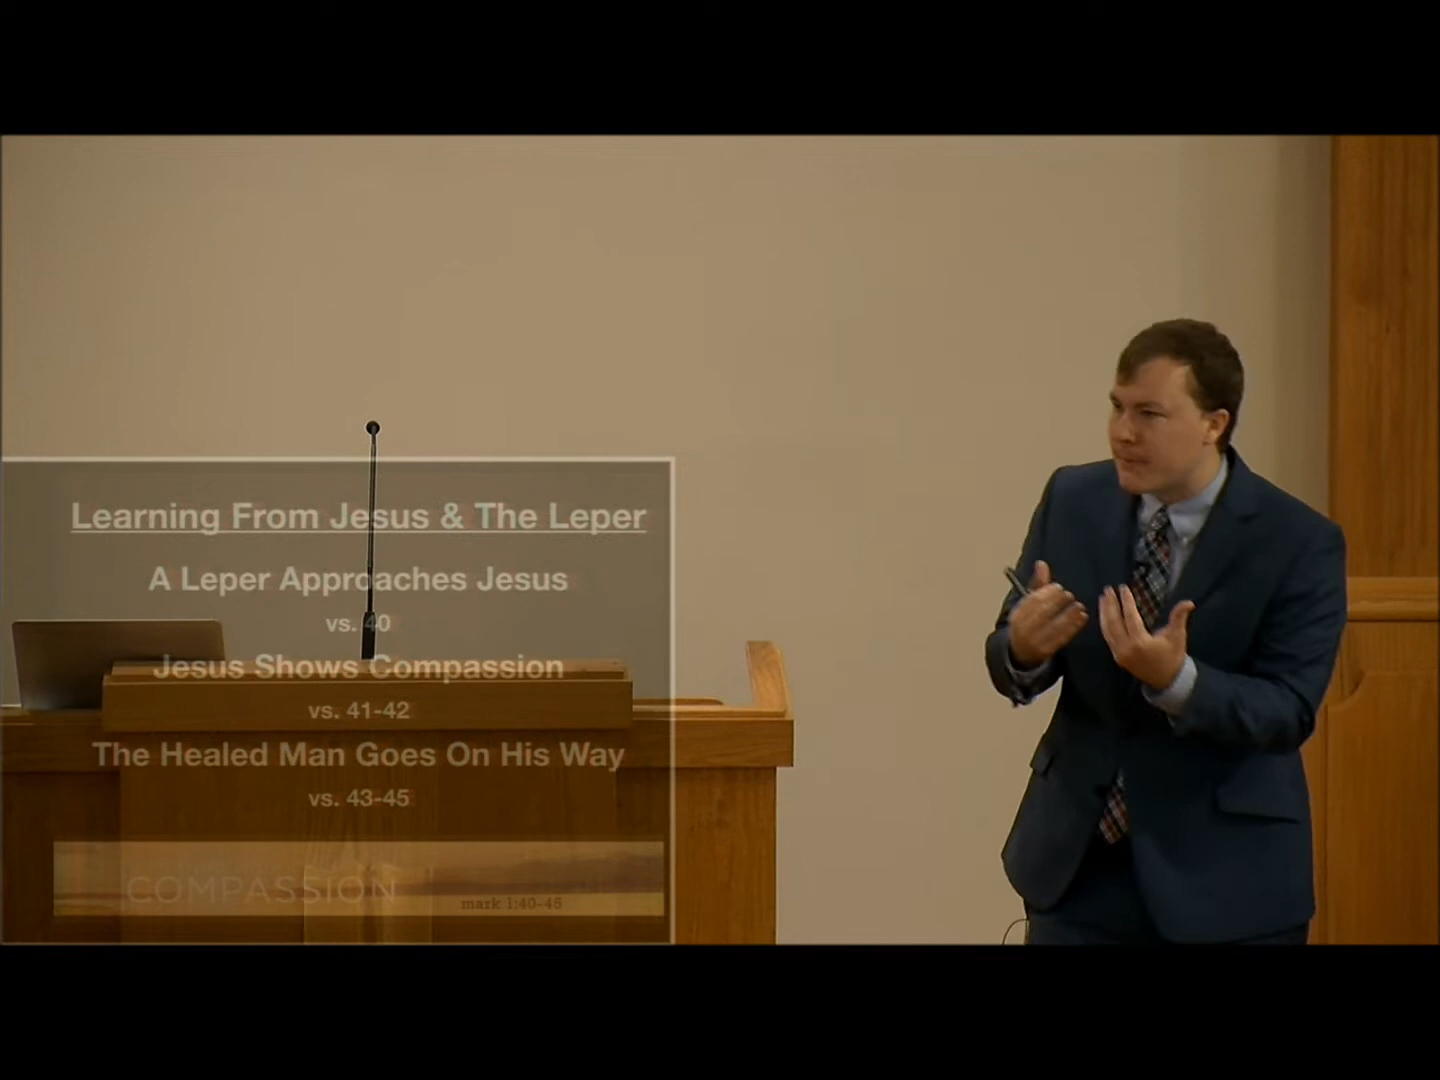 Learning From Jesus & The Leper
A Leper Approaches Jesus
vs. 40
Jesus Shows Compassion
vs. 41-42
The Healed Man Goes On His Way
vs. 43-45
COMPASSION
mark 1:40-45